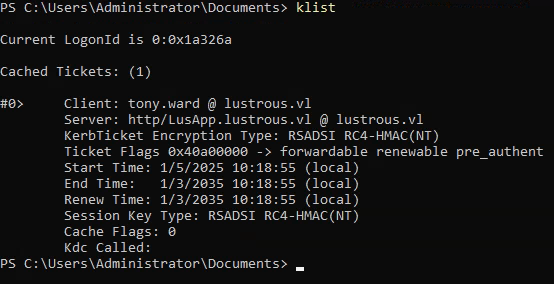 PS C:\Users\Administrator\Documents> klist
Current LogonId is 0:0x1a326a
Cached Tickets: (1)
#0> Client: tony.ward @ lustrous.vl
Server: http/LusApp.lustrous.vl @ lustrous.vl
KerbTicket Encryption Type: RSADSI RC4-HMAC(NT)
Ticket Flags 0x40a00000 -> forwardable renewable pre_authent
Start Time: 1/5/2025 10:18:55 (local)
End Time: 1/3/2035 10:18:55 (local)
Renew Time: 1/3/2035 10:18:55 (local)
Session Key Type: RSADSI RC4-HMAC(NT)
Cache Flags: 0
Kdc Called:
PS C:\Users\Administrator\Documents>